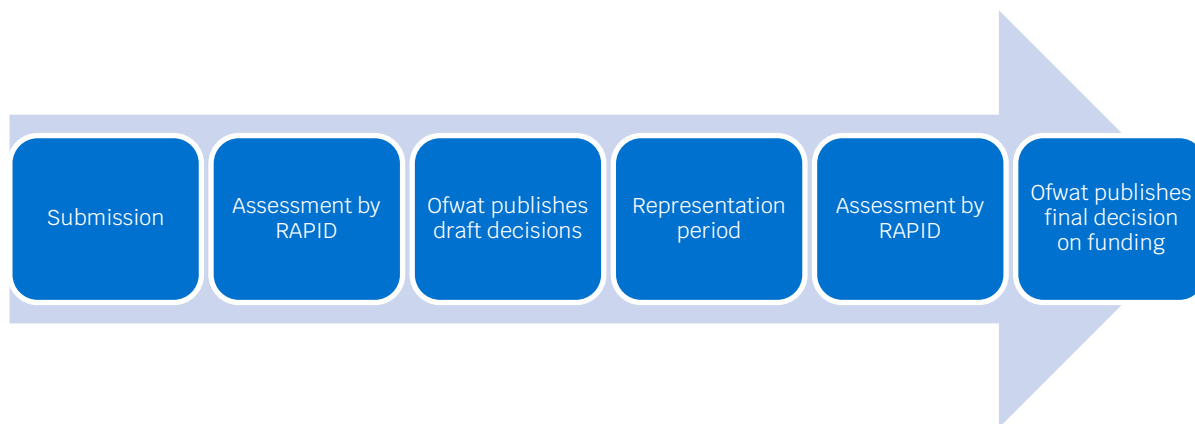 Submission
Assessment by
RAPID
Ofwat publishes
draft decisions
Representation
period
Assessment by
RAPID
Ofwat publishes
final decision
on funding